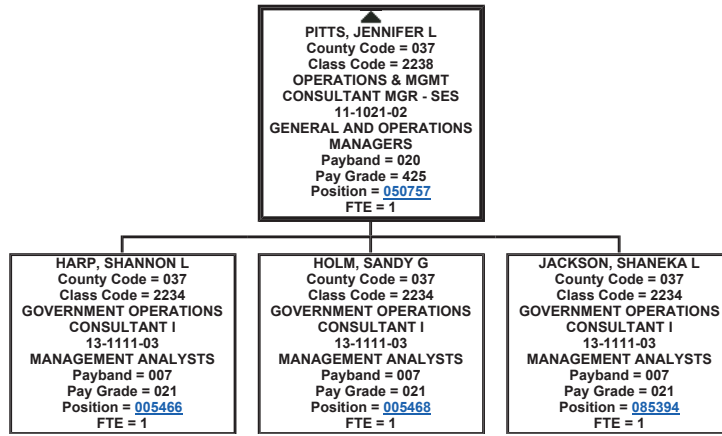 PITTS, JENNIFER L
County Code = 037
Class Code = 2238
OPERATIONS & MGMT
CONSULTANT MGR - SES
11-1021-02
GENERAL AND OPERATIONS
MANAGERS
Payband = 020
Pay Grade = 425
Position = 050757
FTE = 1
HARP, SHANNON L
County Code = 037
Class Code = 2234
GOVERNMENT OPERATIONS
CONSULTANT I
13-1111-03
MANAGEMENT ANALYSTS
Payband = 007
Pay Grade = 021
Position = 005466
FTE = 1
HOLM, SANDY G
County Code = 037
Class Code = 2234
GOVERNMENT OPERATIONS
CONSULTANT I
13-1111-03
MANAGEMENT ANALYSTS
Payband = 007
Pay Grade = 021
Position = 005468
FTE = 1
JACKSON, SHANEKA L
County Code = 037
Class Code = 2234
GOVERNMENT OPERATIONS
CONSULTANT I
13-1111-03
MANAGEMENT ANALYSTS
Payband = 007
Pay Grade = 021
Position = 085394
FTE = 1